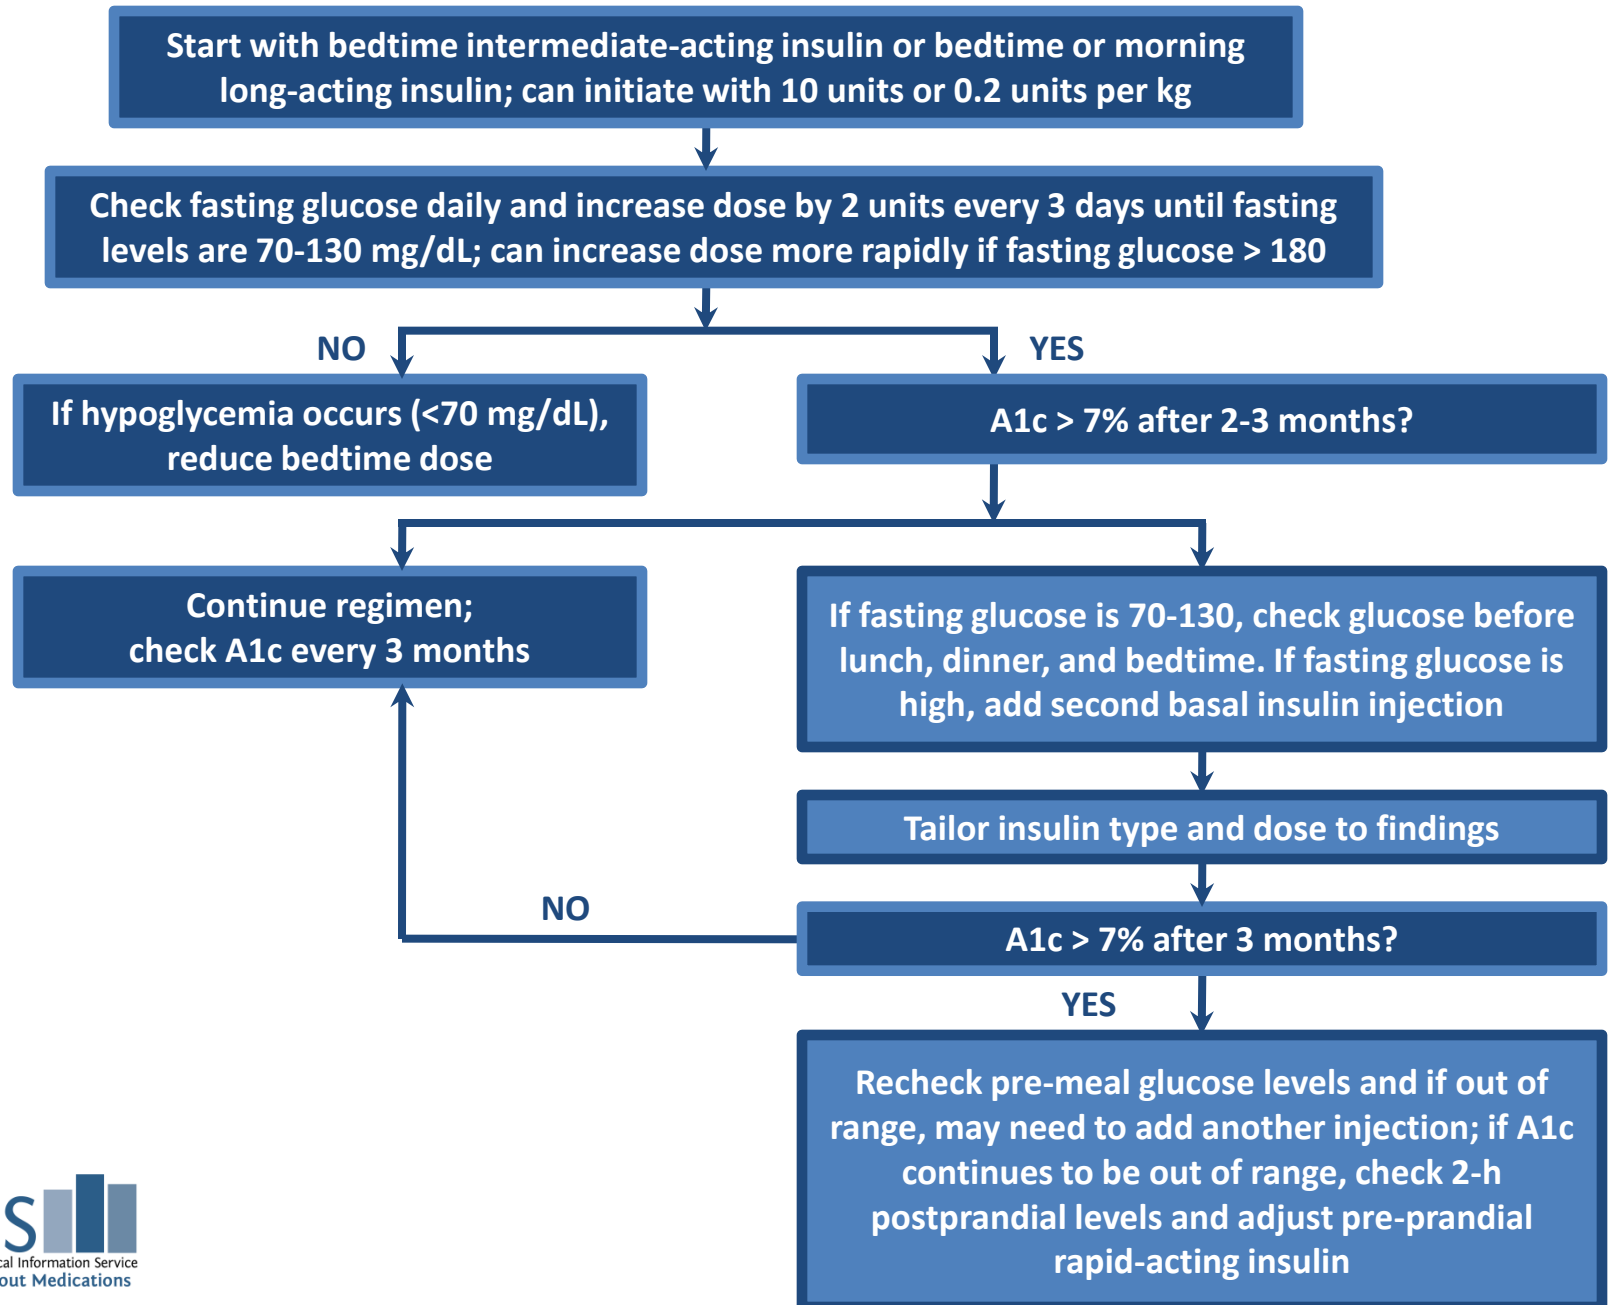 Start with bedtime intermediate-acting insulin or bedtime or morning
long-acting insulin; can initiate with 10 units or 0.2 units per kg
Check fasting glucose daily and increase dose by 2 units every 3 days until fasting
levels are 70-130 mg/dL; can increase dose more rapidly if fasting glucose > 180
NO
YES
If hypoglycemia occurs (<70 mg/dL),
reduce bedtime dose
A1c > 7% after 2-3 months?
Continue regimen;
check A1c every 3 months
If fasting glucose is 70-130, check glucose before
lunch, dinner, and bedtime. If fasting glucose is
high, add second basal insulin injection
Tailor insulin type and dose to findings
NO
A1c > 7% after 3 months?
YES
Recheck pre-meal glucose levels and if out of
range, may need to add another injection; if A1c
continues to be out of range, check 2-h
postprandial levels and adjust pre-prandial
rapid-acting insulin
S
cal Information Service
out Medications